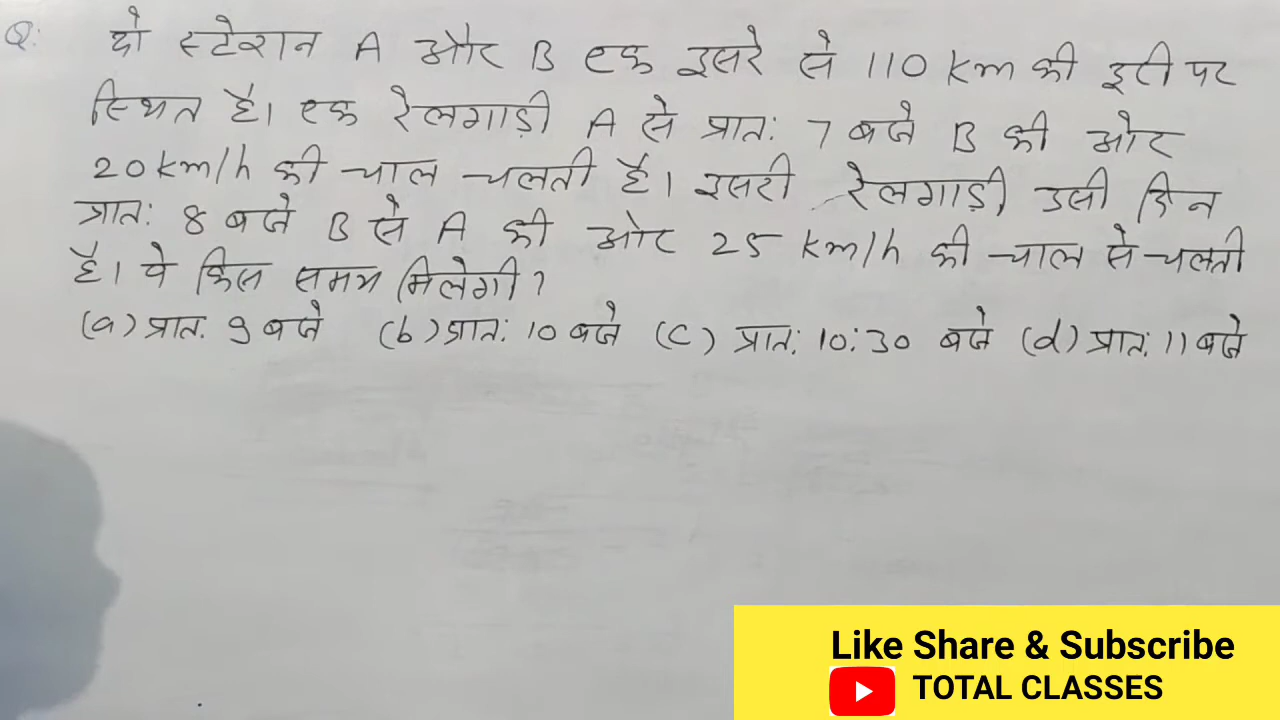 Q: दो स्टेशन A और B एक दुसरे से 110 km की दुरी पर
स्थित है। एक रेलगाड़ी A से प्रात: 7 बजे B की ओर
20 km/h की चाल चलती है। दुसरी रेलगाड़ी उसी दिन
प्रात: 8 बजे B से A की ओर 25 km/h की चाल से चलती
है। वे किस समय मिलेगी?
(a) प्रात: 9 बजे (b) प्रात: 10 बजे (c) प्रात: 10:30 बजे (d) प्रात: 11 बजे
Like Share & Subscribe
TOTAL CLASSES